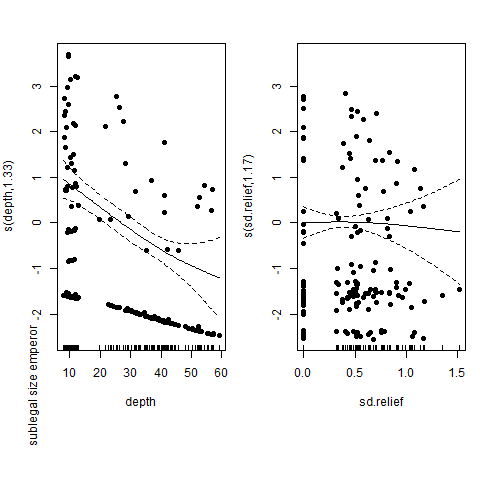 s(depth,1.33)
3
2
1
0
-1
-2
10 20 30 40 50 60
depth
sublegal size emperor
s(sd.relief,1.17)
3
2
1
0
-1
-2
0.0 0.5 1.0 1.5
sd.relief